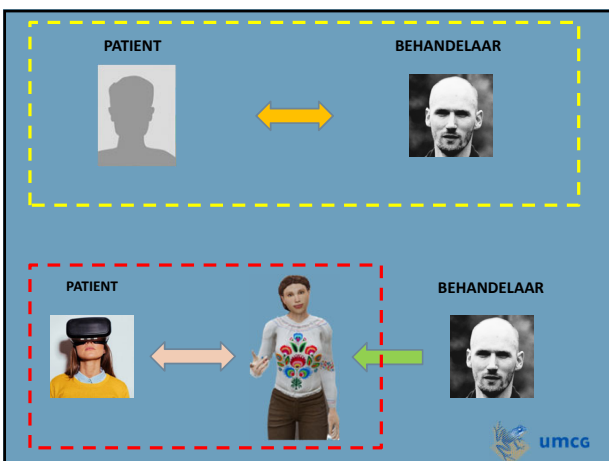 PATIENT
BEHANDELAAR
PATIENT
BEHANDELAAR
umcg